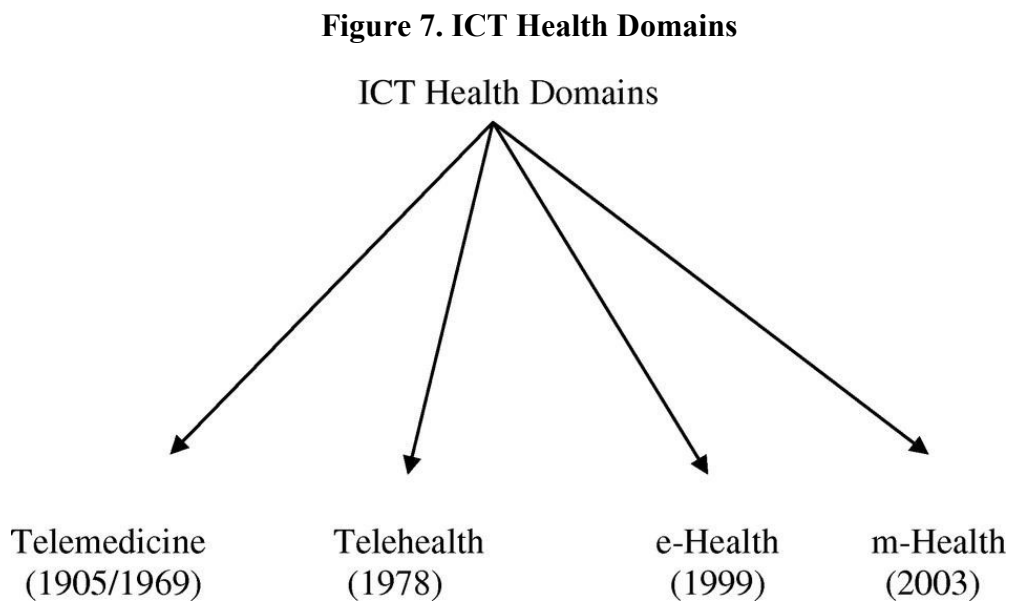 Figure 7. ICT Health Domains
ICT Health Domains
Telemedicine Telehealth e-Health m-Health
(1905/1969) (1978) (1999) (2003)